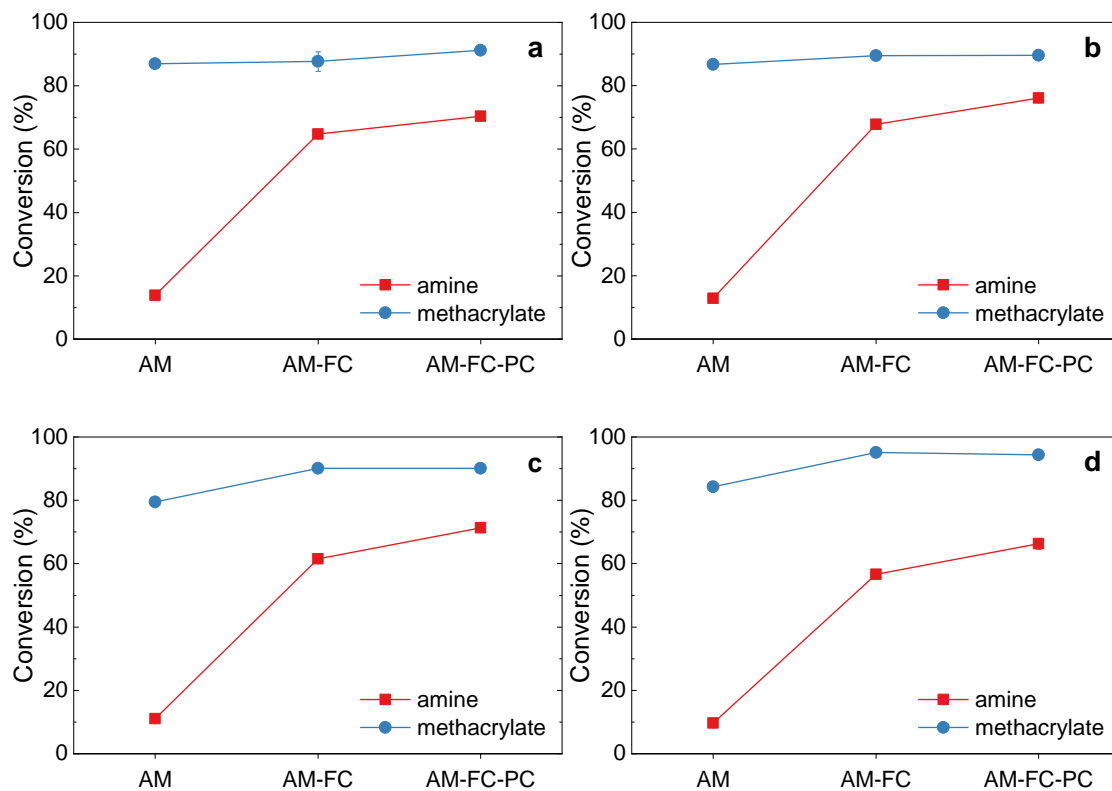 a
Conversion (%)
100
80
60
40
20
0
amine
methacrylate
AM AM-FC AM-FC-PC
b
Conversion (%)
100
80
60
40
20
0
amine
methacrylate
AM AM-FC AM-FC-PC
c
Conversion (%)
100
80
60
40
20
0
amine
methacrylate
AM AM-FC AM-FC-PC
d
Conversion (%)
100
80
60
40
20
0
amine
methacrylate
AM AM-FC AM-FC-PC